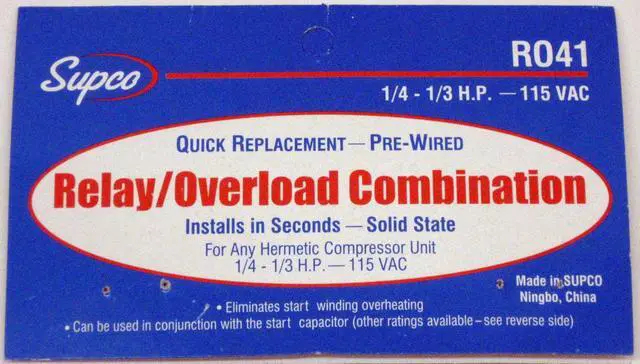 Supco
RO41
1/4 - 1/3 H.P. — 115 VAC
QUICK REPLACEMENT — PRE-WIRED
Relay/Overload Combination
Installs in Seconds — Solid State
For Any Hermetic Compressor Unit
1/4 - 1/3 H.P. — 115 VAC
Made in SUPCO
Ningbo, China
• Eliminates start winding overheating
• Can be used in conjunction with the start capacitor (other ratings available – see reverse side)